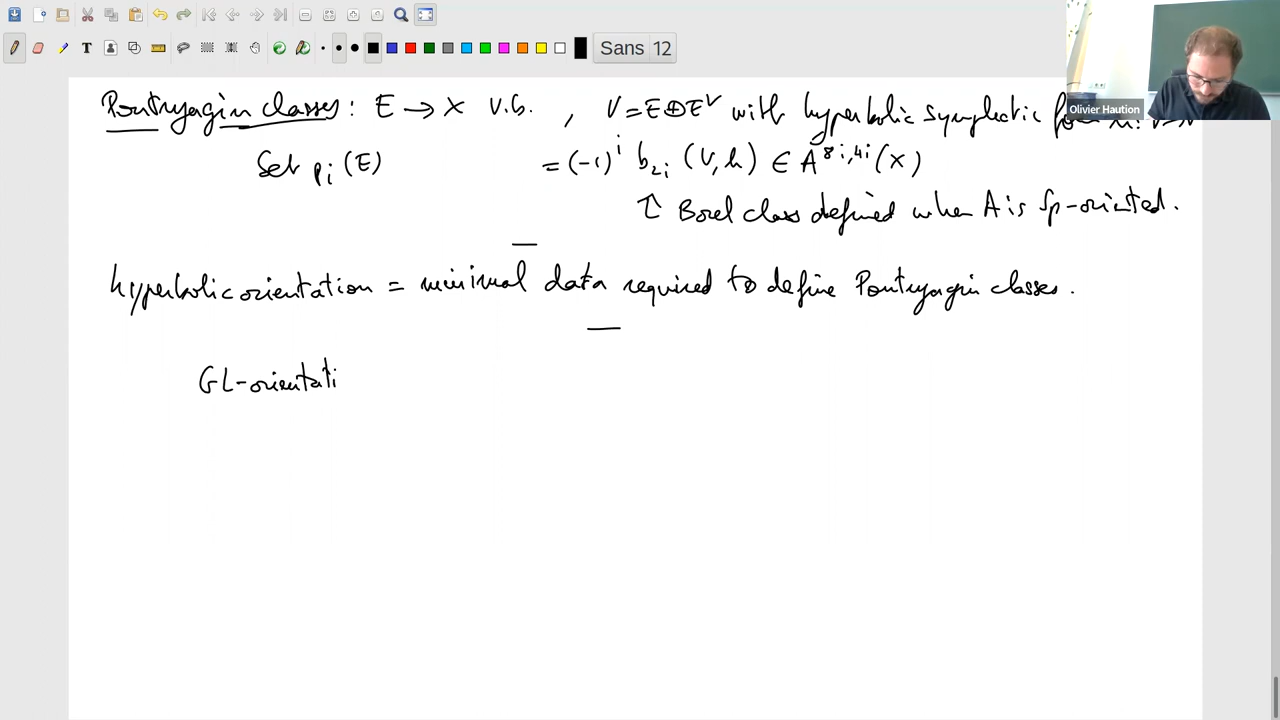 Sans 12
Olivier Haution
Pontryagin classes: E → X v.b. , V=E⊕E^∨ with hyperbolic symplectic
Set p_i(E) = (-1)^i b_{2i} (V,h) ∈ A^{8i,4i}(X)
↑ Borel class defined when A is Sp-oriented.
hyperbolic orientation = minimal data required to define Pontryagin classes.
GL-orientati